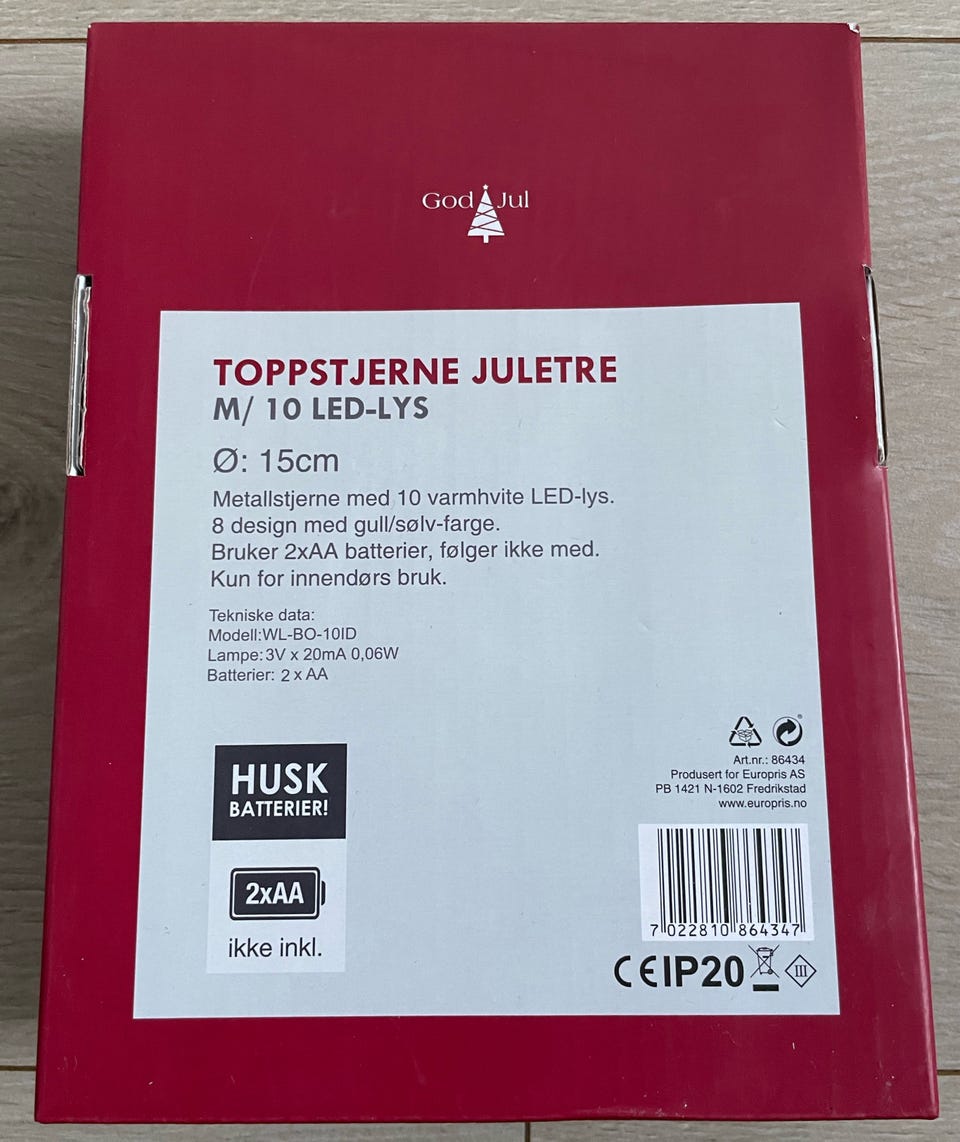 God Jul
TOPPSTJERNE JULETRE
M/ 10 LED-LYS
Ø: 15cm
Metallstjerne med 10 varmhvite LED-lys.
8 design med gull/sølv-farge.
Bruker 2xAA batterier, følger ikke med.
Kun for innendørs bruk.
Tekniske data:
Modell:WL-BO-10ID
Lampe:3V x 20mA 0,06W
Batterier: 2 x AA
HUSK
BATTERIER!
2xAA
ikke inkl.
Art.nr.: 86434
Produsert for Europris AS
PB 1421 N-1602 Fredrikstad
www.europris.no
7 022810 864347
CE IP20 III